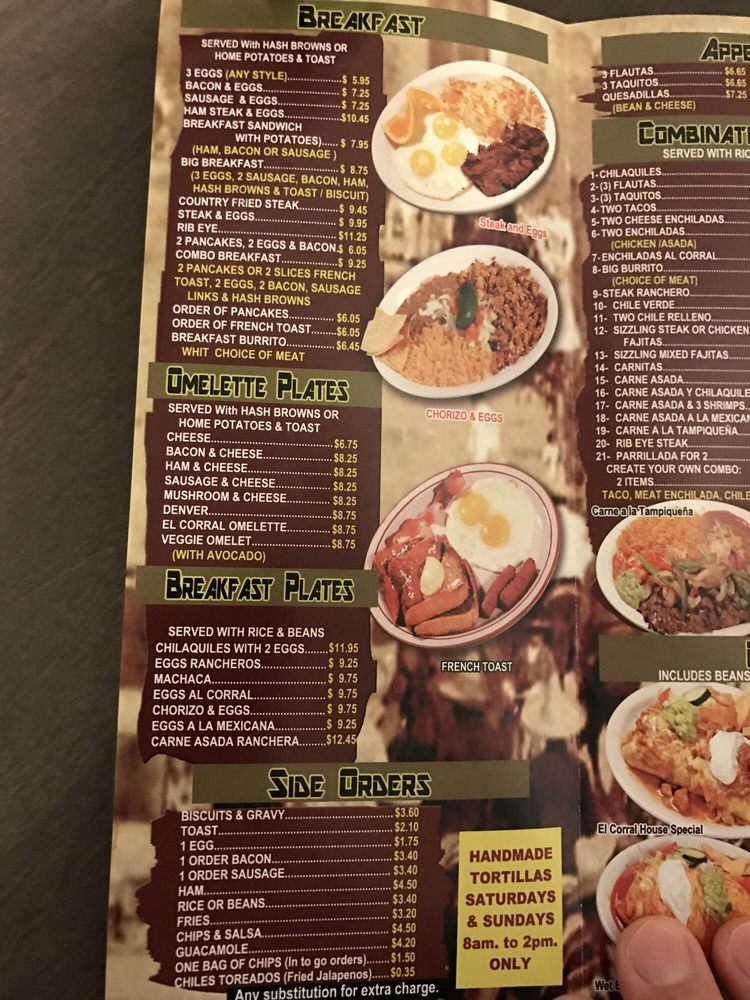 BREAKFAST
SERVED With HASH BROWNS OR
HOME POTATOES & TOAST
3 EGGS (ANY STYLE)....................$ 5.95
BACON & EGGS.........................$ 7.25
SAUSAGE & EGGS.....................$ 7.25
HAM STEAK & EGGS..................$10.45
BREAKFAST SANDWICH
WITH POTATOES).....$ 7.95
(HAM, BACON OR SAUSAGE )
BIG BREAKFAST........................$ 8.75
(3 EGGS, 2 SAUSAGE, BACON, HAM,
HASH BROWNS & TOAST / BISCUIT)
COUNTRY FRIED STEAK............$ 9.45
STEAK & EGGS..........................$ 9.95
RIB EYE......................................$11.25
2 PANCAKES, 2 EGGS & BACON.$ 6.05
COMBO BREAKFAST.................$ 9.25
2 PANCAKES OR 2 SLICES FRENCH
TOAST, 2 EGGS, 2 BACON, SAUSAGE
LINKS & HASH BROWNS
ORDER OF PANCAKES..............$6.05
ORDER OF FRENCH TOAST........$6.05
BREAKFAST BURRITO................$6.45
WHIT CHOICE OF MEAT
Steak and Eggs
CHORIZO & EGGS
FRENCH TOAST
OMELETTE PLATES
SERVED With HASH BROWNS OR
HOME POTATOES & TOAST
CHEESE.....................................$6.75
BACON & CHEESE.....................$8.25
HAM & CHEESE.........................$8.25
SAUSAGE & CHEESE.................$8.25
MUSHROOM & CHEESE.............$8.25
DENVER....................................$8.75
EL CORRAL OMELETTE............$8.75
VEGGIE OMELET......................$8.75
(WITH AVOCADO)
BREAKFAST PLATES
SERVED WITH RICE & BEANS
CHILAQUILES WITH 2 EGGS.......$11.95
EGGS RANCHEROS...................$ 9.25
MACHACA.................................$ 9.75
EGGS AL CORRAL....................$ 9.75
CHORIZO & EGGS.....................$ 9.75
EGGS A LA MEXICANA..............$ 9.25
CARNE ASADA RANCHERA........$12.45
SIDE ORDERS
BISCUITS & GRAVY..........................$3.60
TOAST...........................................$2.10
1 EGG............................................$1.75
1 ORDER BACON............................$3.40
1 ORDER SAUSAGE........................$3.40
HAM..............................................$4.50
RICE OR BEANS.............................$3.40
FRIES............................................$3.20
CHIPS & SALSA..............................$4.50
GUACAMOLE..................................$4.20
ONE BAG OF CHIPS (In to go orders)......$1.50
CHILES TOREADOS (Fried Jalapenos).....$0.35
Any substitution for extra charge.
HANDMADE
TORTILLAS
SATURDAYS
& SUNDAYS
8am. to 2pm.
ONLY
APPE
3 FLAUTAS....................$6.65
3 TAQUITOS..................$6.65
QUESADILLAS...............$7.25
(BEAN & CHEESE)
COMBINATI
SERVED WITH RIC
1-CHILAQUILES
2-(3) FLAUTAS
3-(3) TAQUITOS
4-TWO TACOS
5-TWO CHEESE ENCHILADAS
6-TWO ENCHILADAS
(CHICKEN /ASADA)
7-ENCHILADAS AL CORRAL
8-BIG BURRITO
(CHOICE OF MEAT)
9-STEAK RANCHERO
10- CHILE VERDE
11- TWO CHILE RELLENO
12- SIZZLING STEAK OR CHICKEN
FAJITAS
13- SIZZLING MIXED FAJITAS
14- CARNITAS
15- CARNE ASADA
16- CARNE ASADA Y CHILAQUILE
17- CARNE ASADA & 3 SHRIMPS
18- CARNE ASADA A LA MEXICAN
19- CARNE A LA TAMPIQUEÑA
20- RIB EYE STEAK
21- PARRILLADA FOR 2
CREATE YOUR OWN COMBO:
2 ITEMS
TACO, MEAT ENCHILADA, CHILE
Carne a la Tampiqueña
INCLUDES BEANS
El Corral House Special
Wet